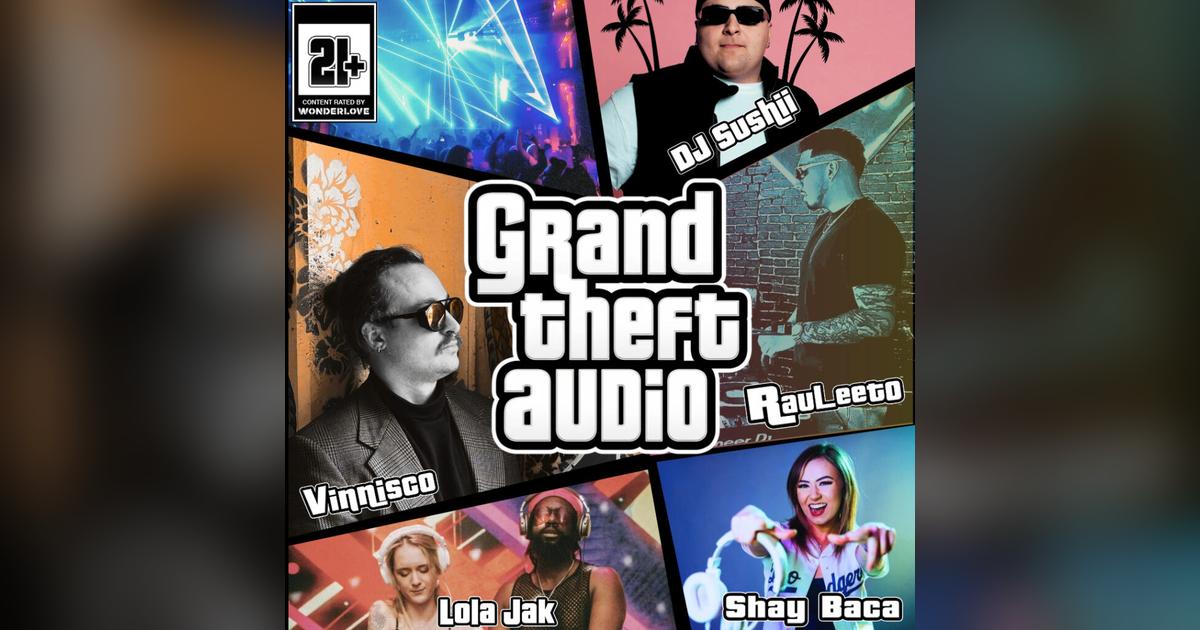 21+
CONTENT RATED BY
WONDERLOVE
DJ Sushii
Grand
theft
audio
RauLeeto
Vinnisco
Lola Jak
Shay Baca